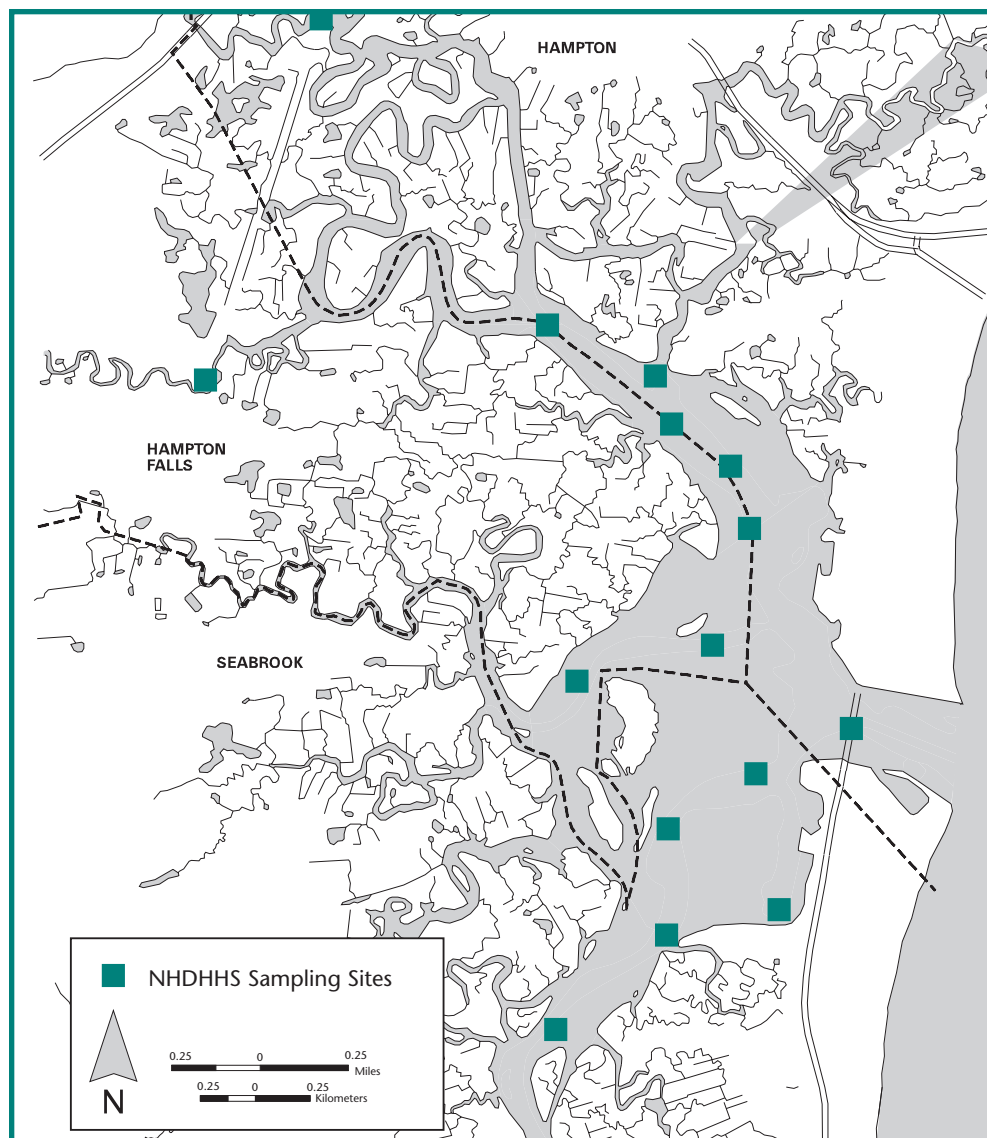 HAMPTON
HAMPTON
FALLS
SEABROOK
NHDHHS Sampling Sites
0.25 0 0.25
Miles
0.25 0 0.25
Kilometers
N